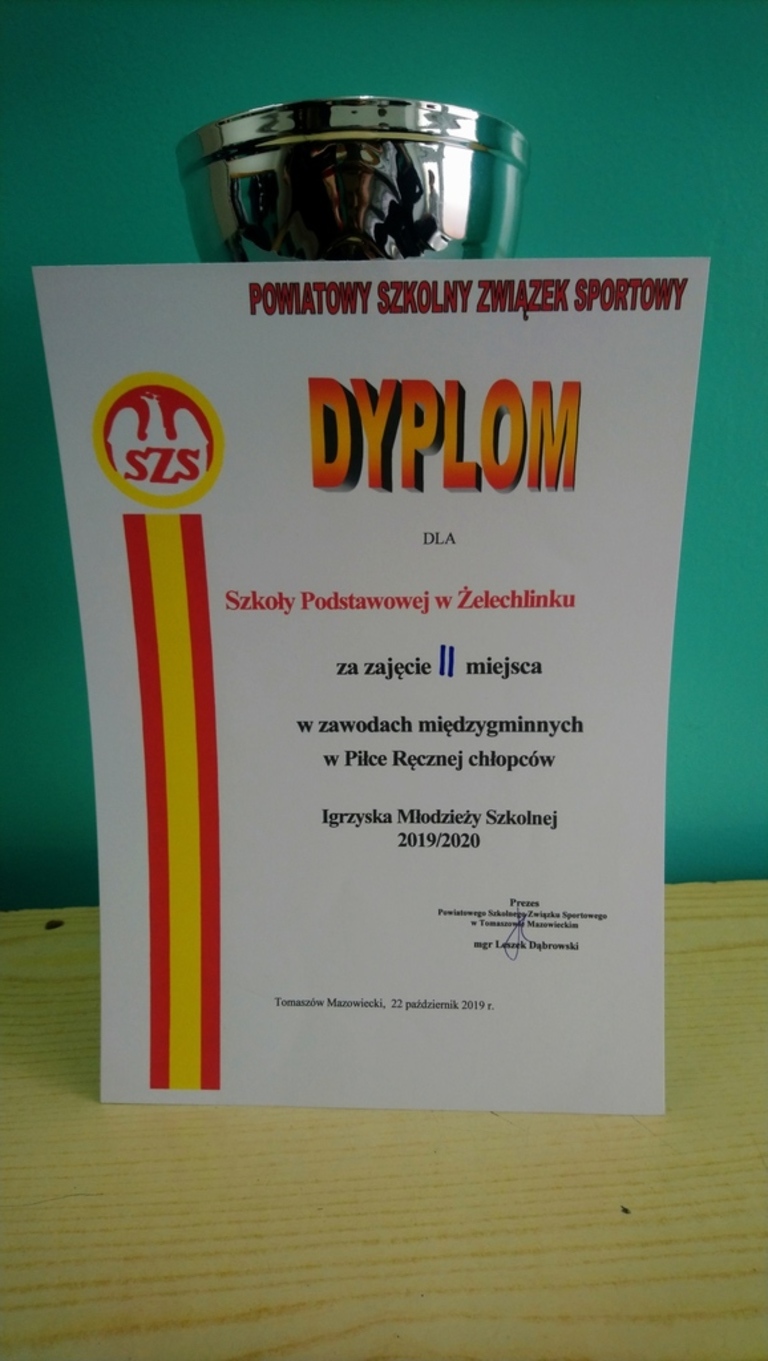 POWIATOWY SZKOLNY ZWIĄZEK SPORTOWY
SZS
DYPLOM
DLA
Szkoły Podstawowej w Żelechlinku
za zajęcie II miejsca
w zawodach międzygminnych
w Piłce Ręcznej chłopców
Igrzyska Młodzieży Szkolnej
2019/2020
Prezes
Powiatowego Szkolnego Związku Sportowego
w Tomaszowie Mazowieckim
mgr Leszek Dąbrowski
Tomaszów Mazowiecki, 22 październik 2019 r.